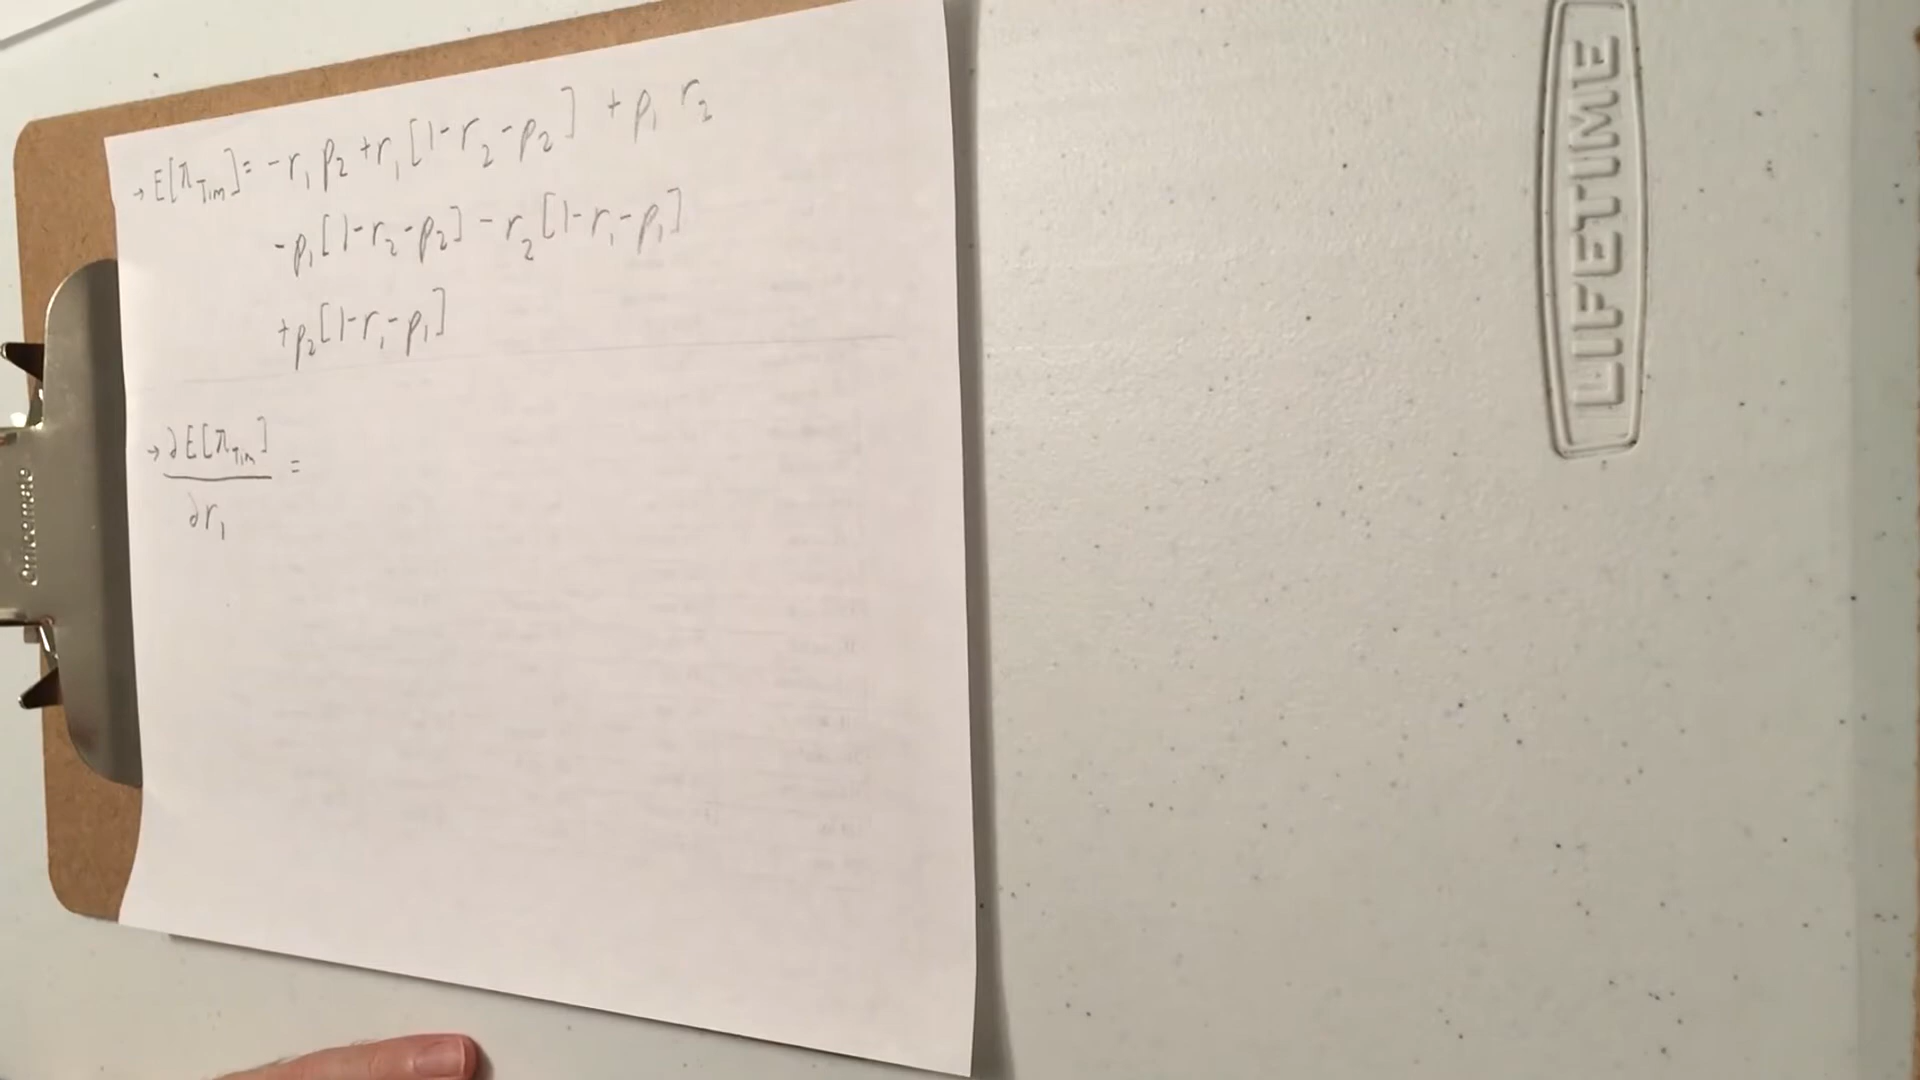 → E[π_Tim] = -r₁p₂ + r₁[1-r₂-p₂] + p₁r₂
-p₁[1-r₂-p₂] - r₂[1-r₁-p₁]
+p₂[1-r₁-p₁]
→ ∂E[π_Tim] / ∂r₁ =
LIFETIME
Officemate